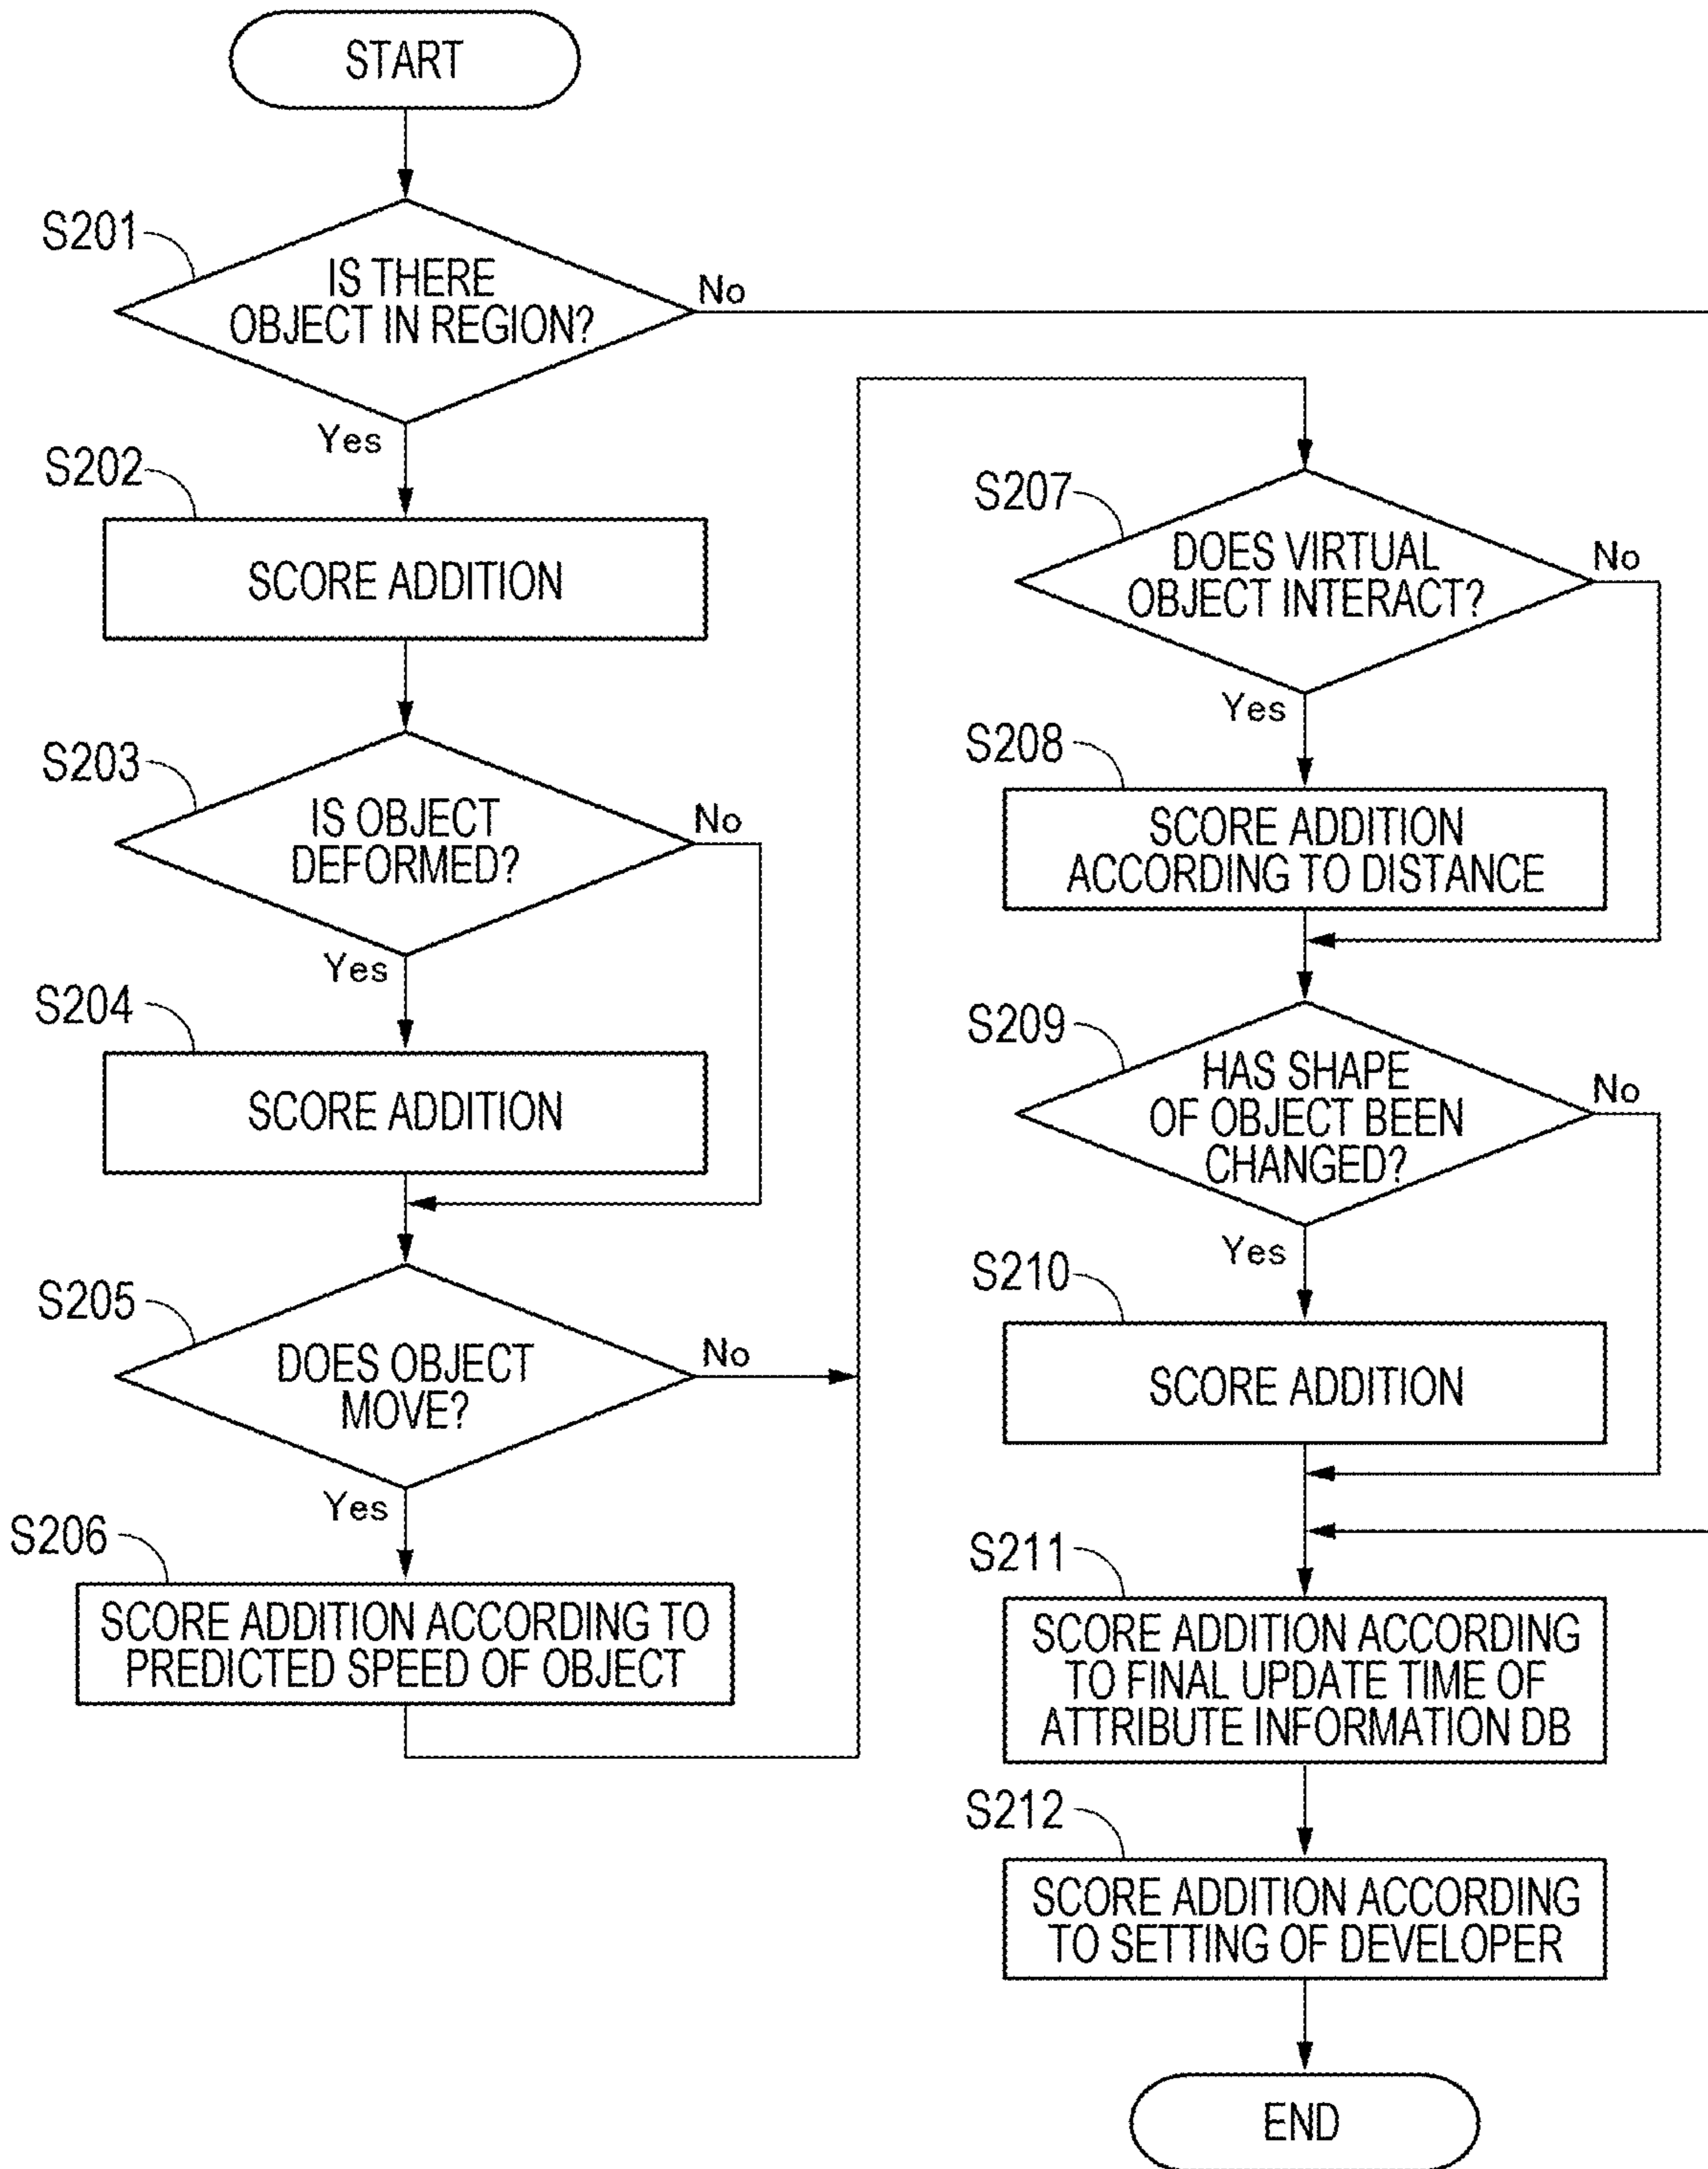 START
S201
IS THERE
OBJECT IN REGION?
No
Yes
S202
SCORE ADDITION
S203
IS OBJECT
DEFORMED?
No
Yes
S204
SCORE ADDITION
S205
DOES OBJECT
MOVE?
No
Yes
S206
SCORE ADDITION ACCORDING TO
PREDICTED SPEED OF OBJECT
S207
DOES VIRTUAL
OBJECT INTERACT?
No
Yes
S208
SCORE ADDITION
ACCORDING TO DISTANCE
S209
HAS SHAPE
OF OBJECT BEEN
CHANGED?
No
Yes
S210
SCORE ADDITION
S211
SCORE ADDITION ACCORDING
TO FINAL UPDATE TIME OF
ATTRIBUTE INFORMATION DB
S212
SCORE ADDITION ACCORDING
TO SETTING OF DEVELOPER
END